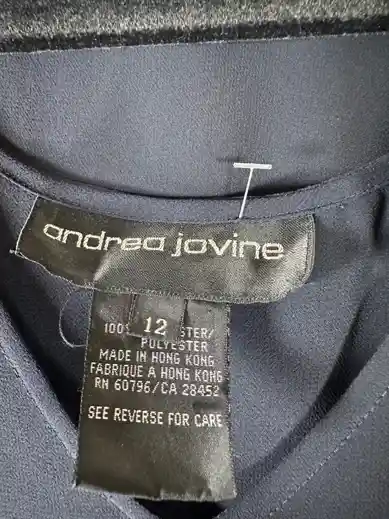 andrea jovine
12
100% POLYESTER/
POLYESTER
MADE IN HONG KONG
FABRIQUE A HONG KONG
RN 60796/CA 28452
SEE REVERSE FOR CARE